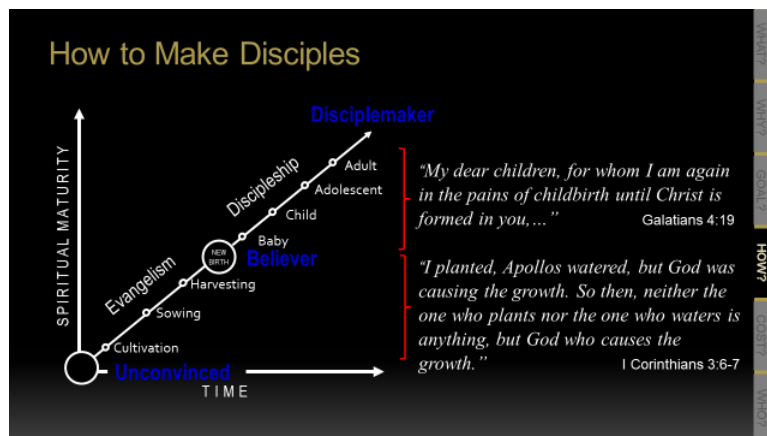 How to Make Disciples
SPIRITUAL MATURITY
Disciplemaker
Discipleship
Adult
Adolescent
Child
Baby
NEW
BIRTH
Believer
Evangelism
Harvesting
Sowing
Cultivation
Unconvinced
TIME
“My dear children, for whom I am again
in the pains of childbirth until Christ is
formed in you,…”
Galatians 4:19
“I planted, Apollos watered, but God was
causing the growth. So then, neither the
one who plants nor the one who waters is
anything, but God who causes the
growth.”
I Corinthians 3:6-7
WHAT?
WHY?
GOAL?
HOW?
COST?
WHO?